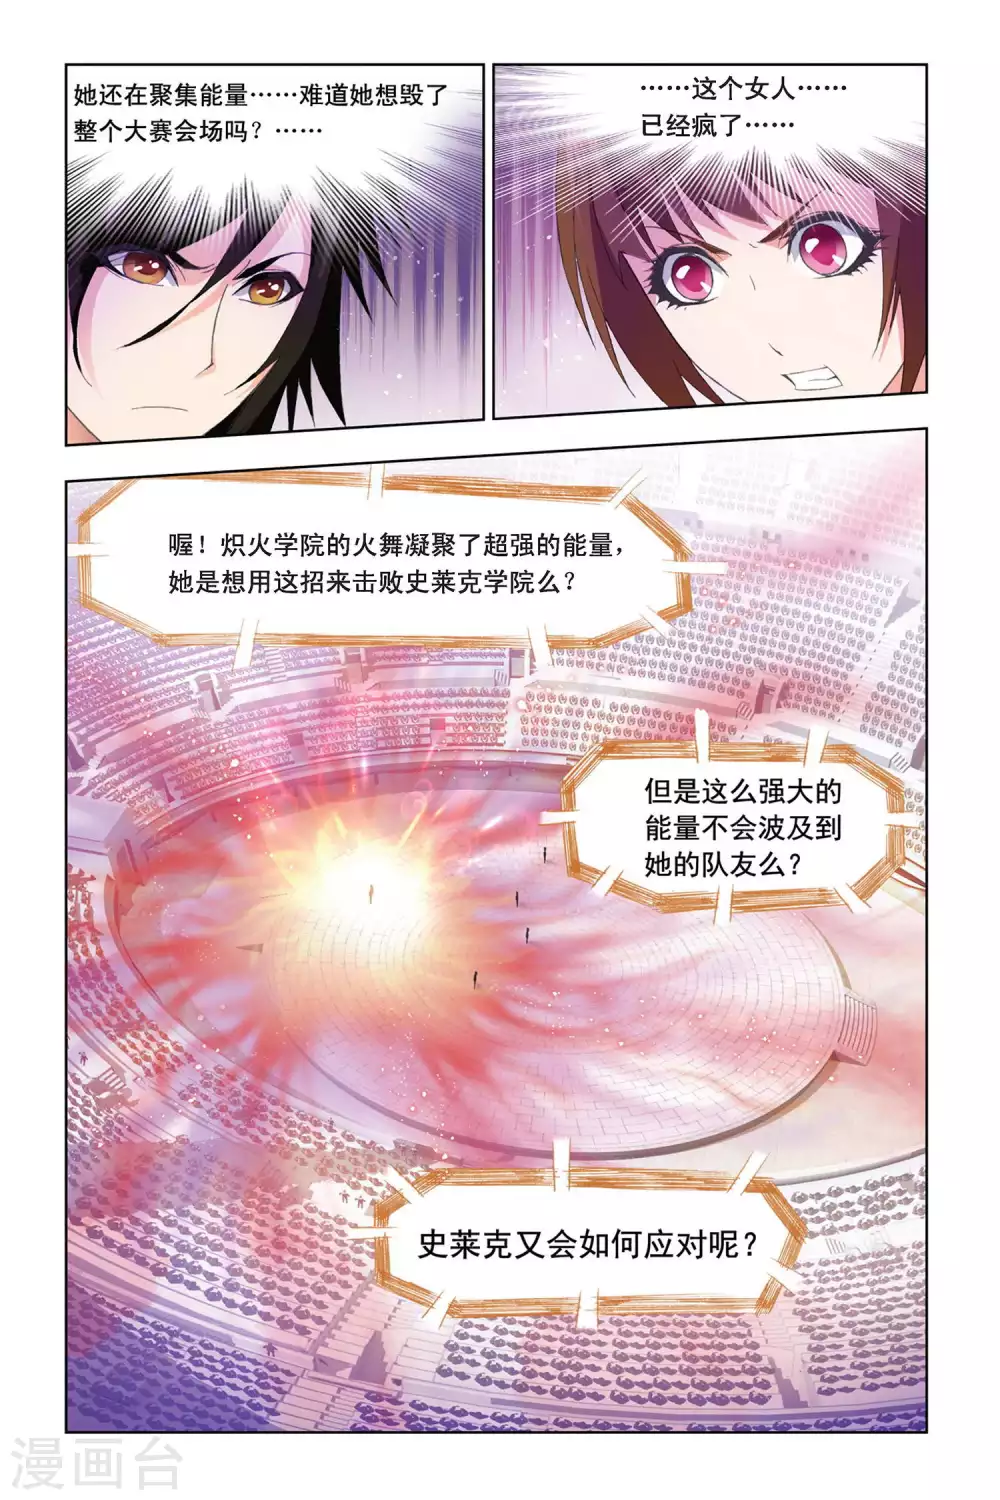 她还在聚集能量……难道她想毁了
整个大赛会场吗？……
……这个女人……
已经疯了……
喔！炽火学院的火舞凝聚了超强的能量，
她是想用这招来击败史莱克学院么？
但是这么强大的
能量不会波及到
她的队友么？
史莱克又会如何应对呢？
漫画台